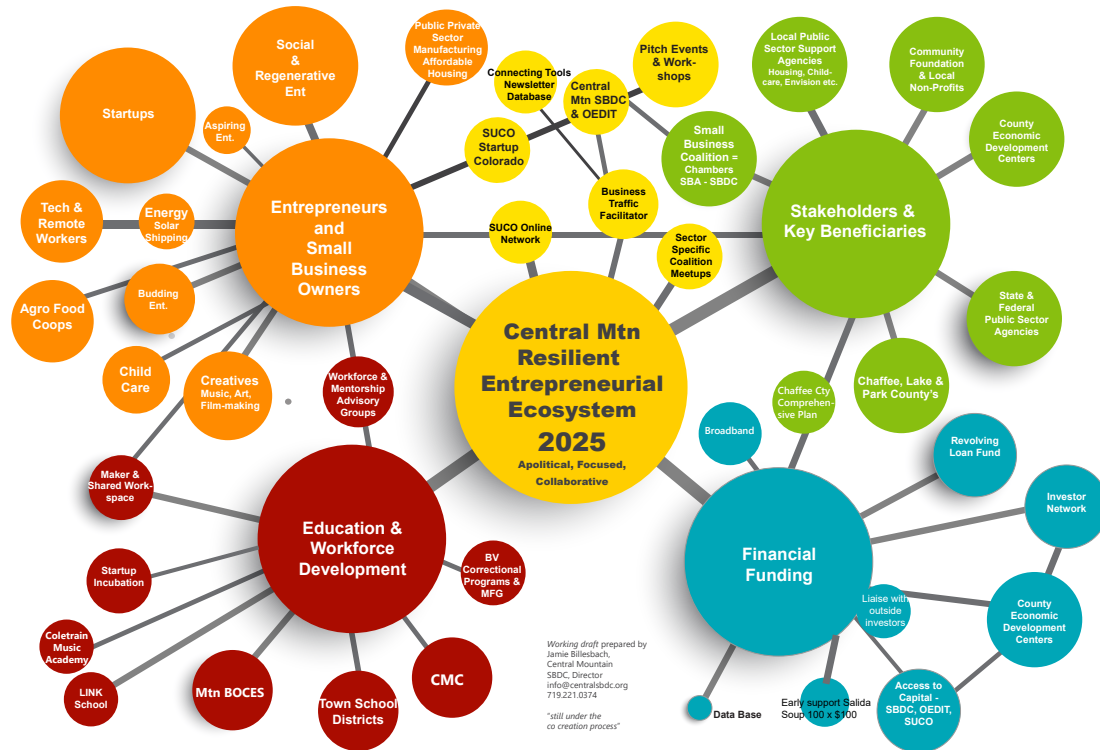 Startups
Social
&
Regenerative
Ent
Public Private
Sector
Manufacturing
Affordable
Housing
Aspiring
Ent.
Tech &
Remote
Workers
Energy
Solar
Shipping
Entrepreneurs
and
Small
Business
Owners
Agro Food
Coops
Budding
Ent.
Child
Care
Creatives
Music, Art,
Film-making
Connecting Tools
Newsletter
Database
Central
Mtn SBDC
& OEDIT
Pitch Events
& Work-
shops
SUCO
Startup
Colorado
Business
Traffic
Facilitator
SUCO Online
Network
Sector
Specific
Coalition
Meetups
Small
Business
Coalition =
Chambers
SBA - SBDC
Local Public
Sector Support
Agencies
Housing, Child-
care, Envision etc.
Community
Foundation
& Local
Non-Profits
County
Economic
Development
Centers
Stakeholders &
Key Beneficiaries
State &
Federal
Public Sector
Agencies
Chaffee, Lake &
Park County's
Chaffee Cty
Comprehen-
sive Plan
Central Mtn
Resilient
Entrepreneurial
Ecosystem
2025
Apolitical, Focused,
Collaborative
Workforce &
Mentorship
Advisory
Groups
Maker &
Shared Work-
space
Education &
Workforce
Development
Startup
Incubation
BV
Correctional
Programs &
MFG
Coletrain
Music
Academy
LINK
School
Mtn BOCES
Town School
Districts
CMC
Broadband
Revolving
Loan Fund
Investor
Network
Financial
Funding
Liaise with
outside
investors
County
Economic
Development
Centers
Access to
Capital -
SBDC, OEDIT,
SUCO
Data Base
Early support Salida
Soup 100 x $100
Working draft prepared by
Jamie Billesbach,
Central Mountain
SBDC, Director
info@centralsbdc.org
719.221.0374
"still under the
co creation process"